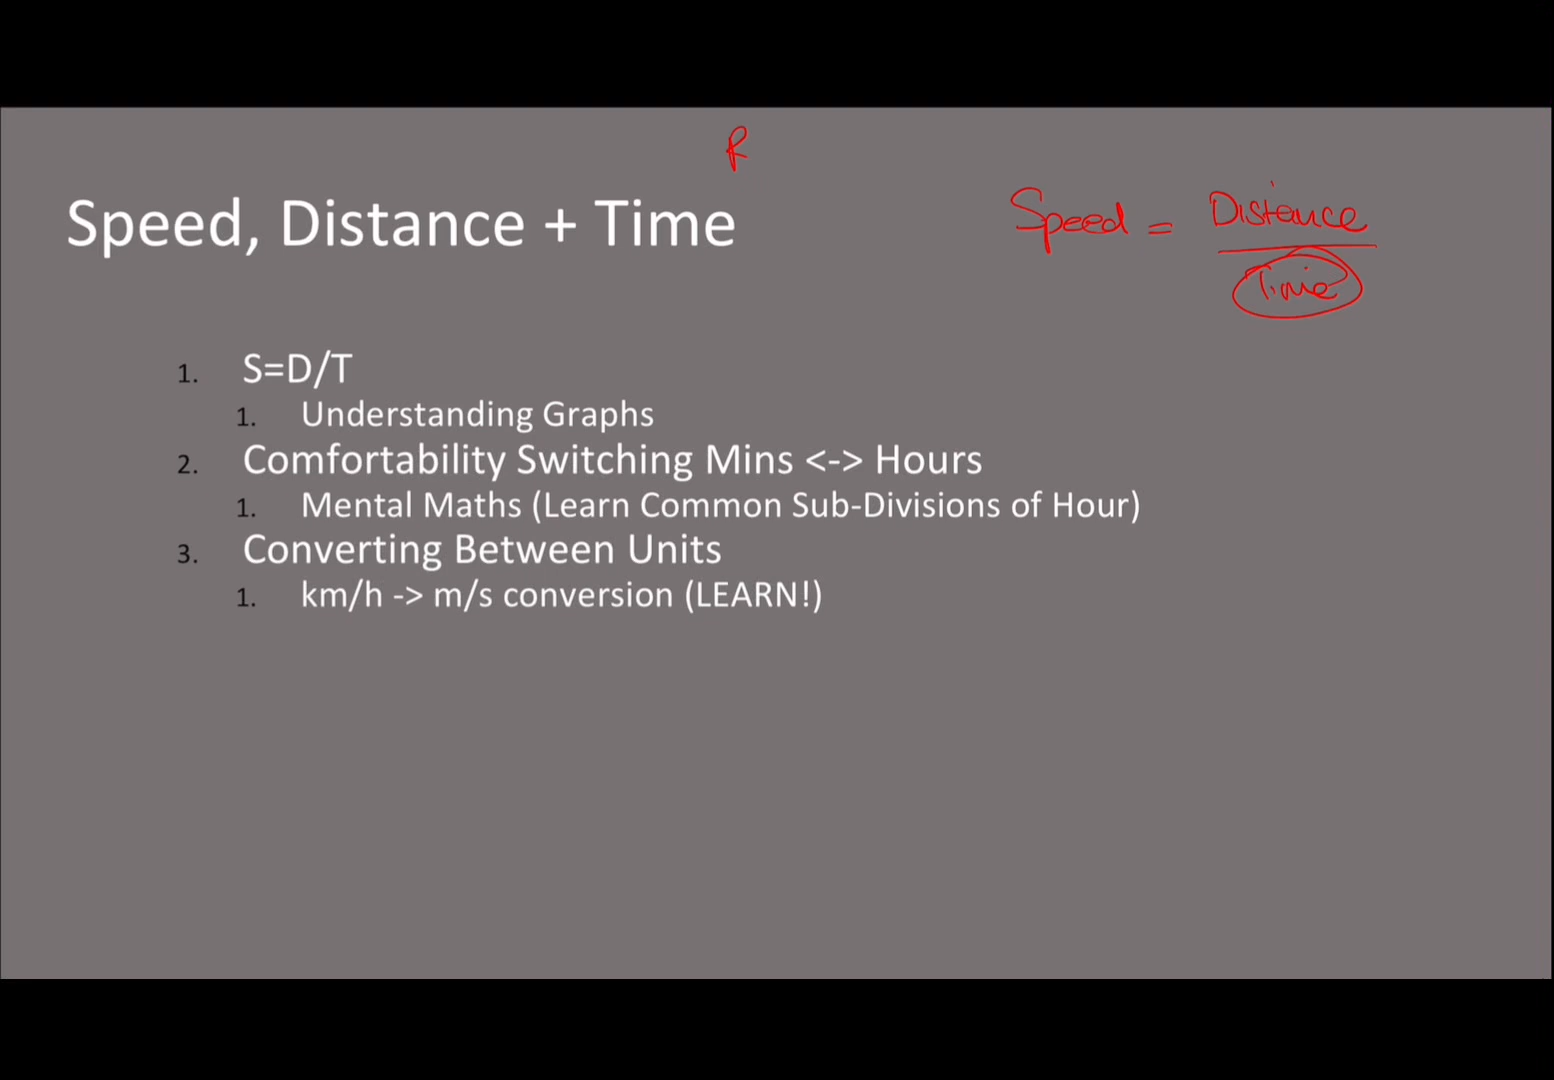 R
Speed, Distance + Time
Speed = Distance
Time
1. S=D/T
1. Understanding Graphs
2. Comfortability Switching Mins <-> Hours
1. Mental Maths (Learn Common Sub-Divisions of Hour)
3. Converting Between Units
1. km/h -> m/s conversion (LEARN!)